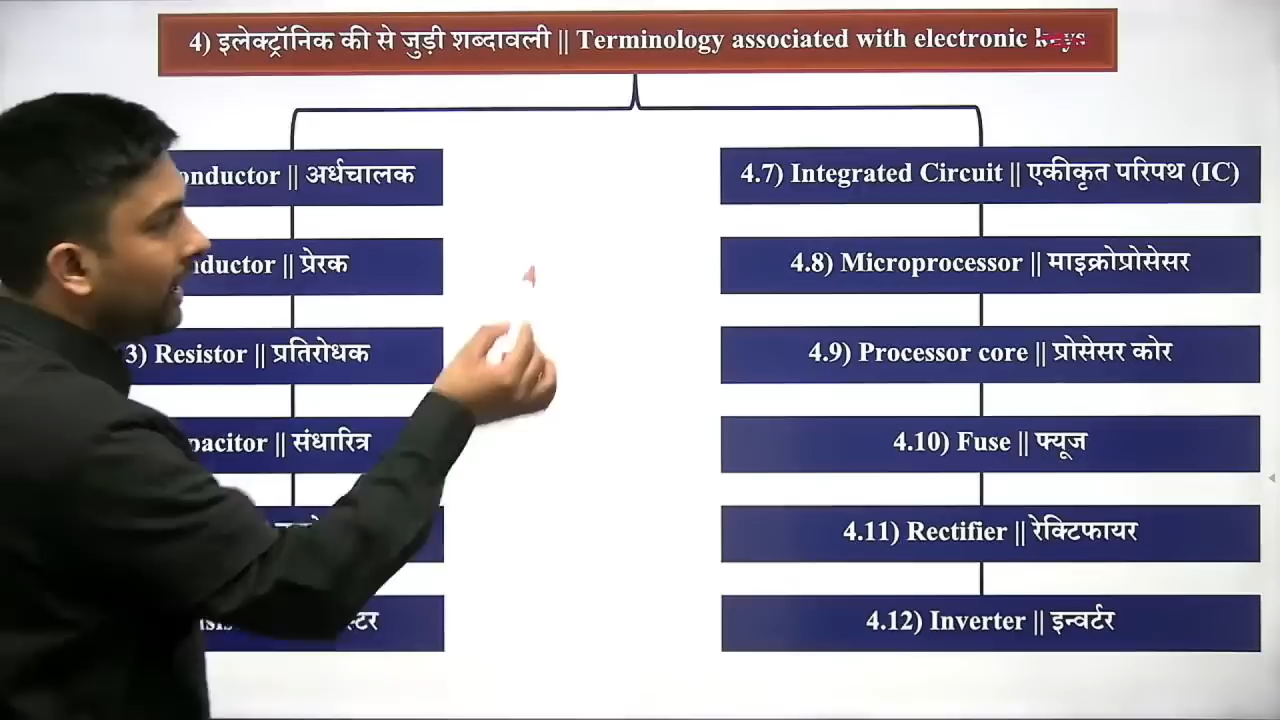 4) इलेक्ट्रॉनिक की से जुड़ी शब्दावली || Terminology associated with electronic keys
onductor || अर्धचालक
nductor || प्रेरक
3) Resistor || प्रतिरोधक
pacitor || संधारित्र
4.7) Integrated Circuit || एकीकृत परिपथ (IC)
4.8) Microprocessor || माइक्रोप्रोसेसर
4.9) Processor core || प्रोसेसर कोर
4.10) Fuse || फ्यूज
4.11) Rectifier || रेक्टिफायर
4.12) Inverter || इन्वर्टर